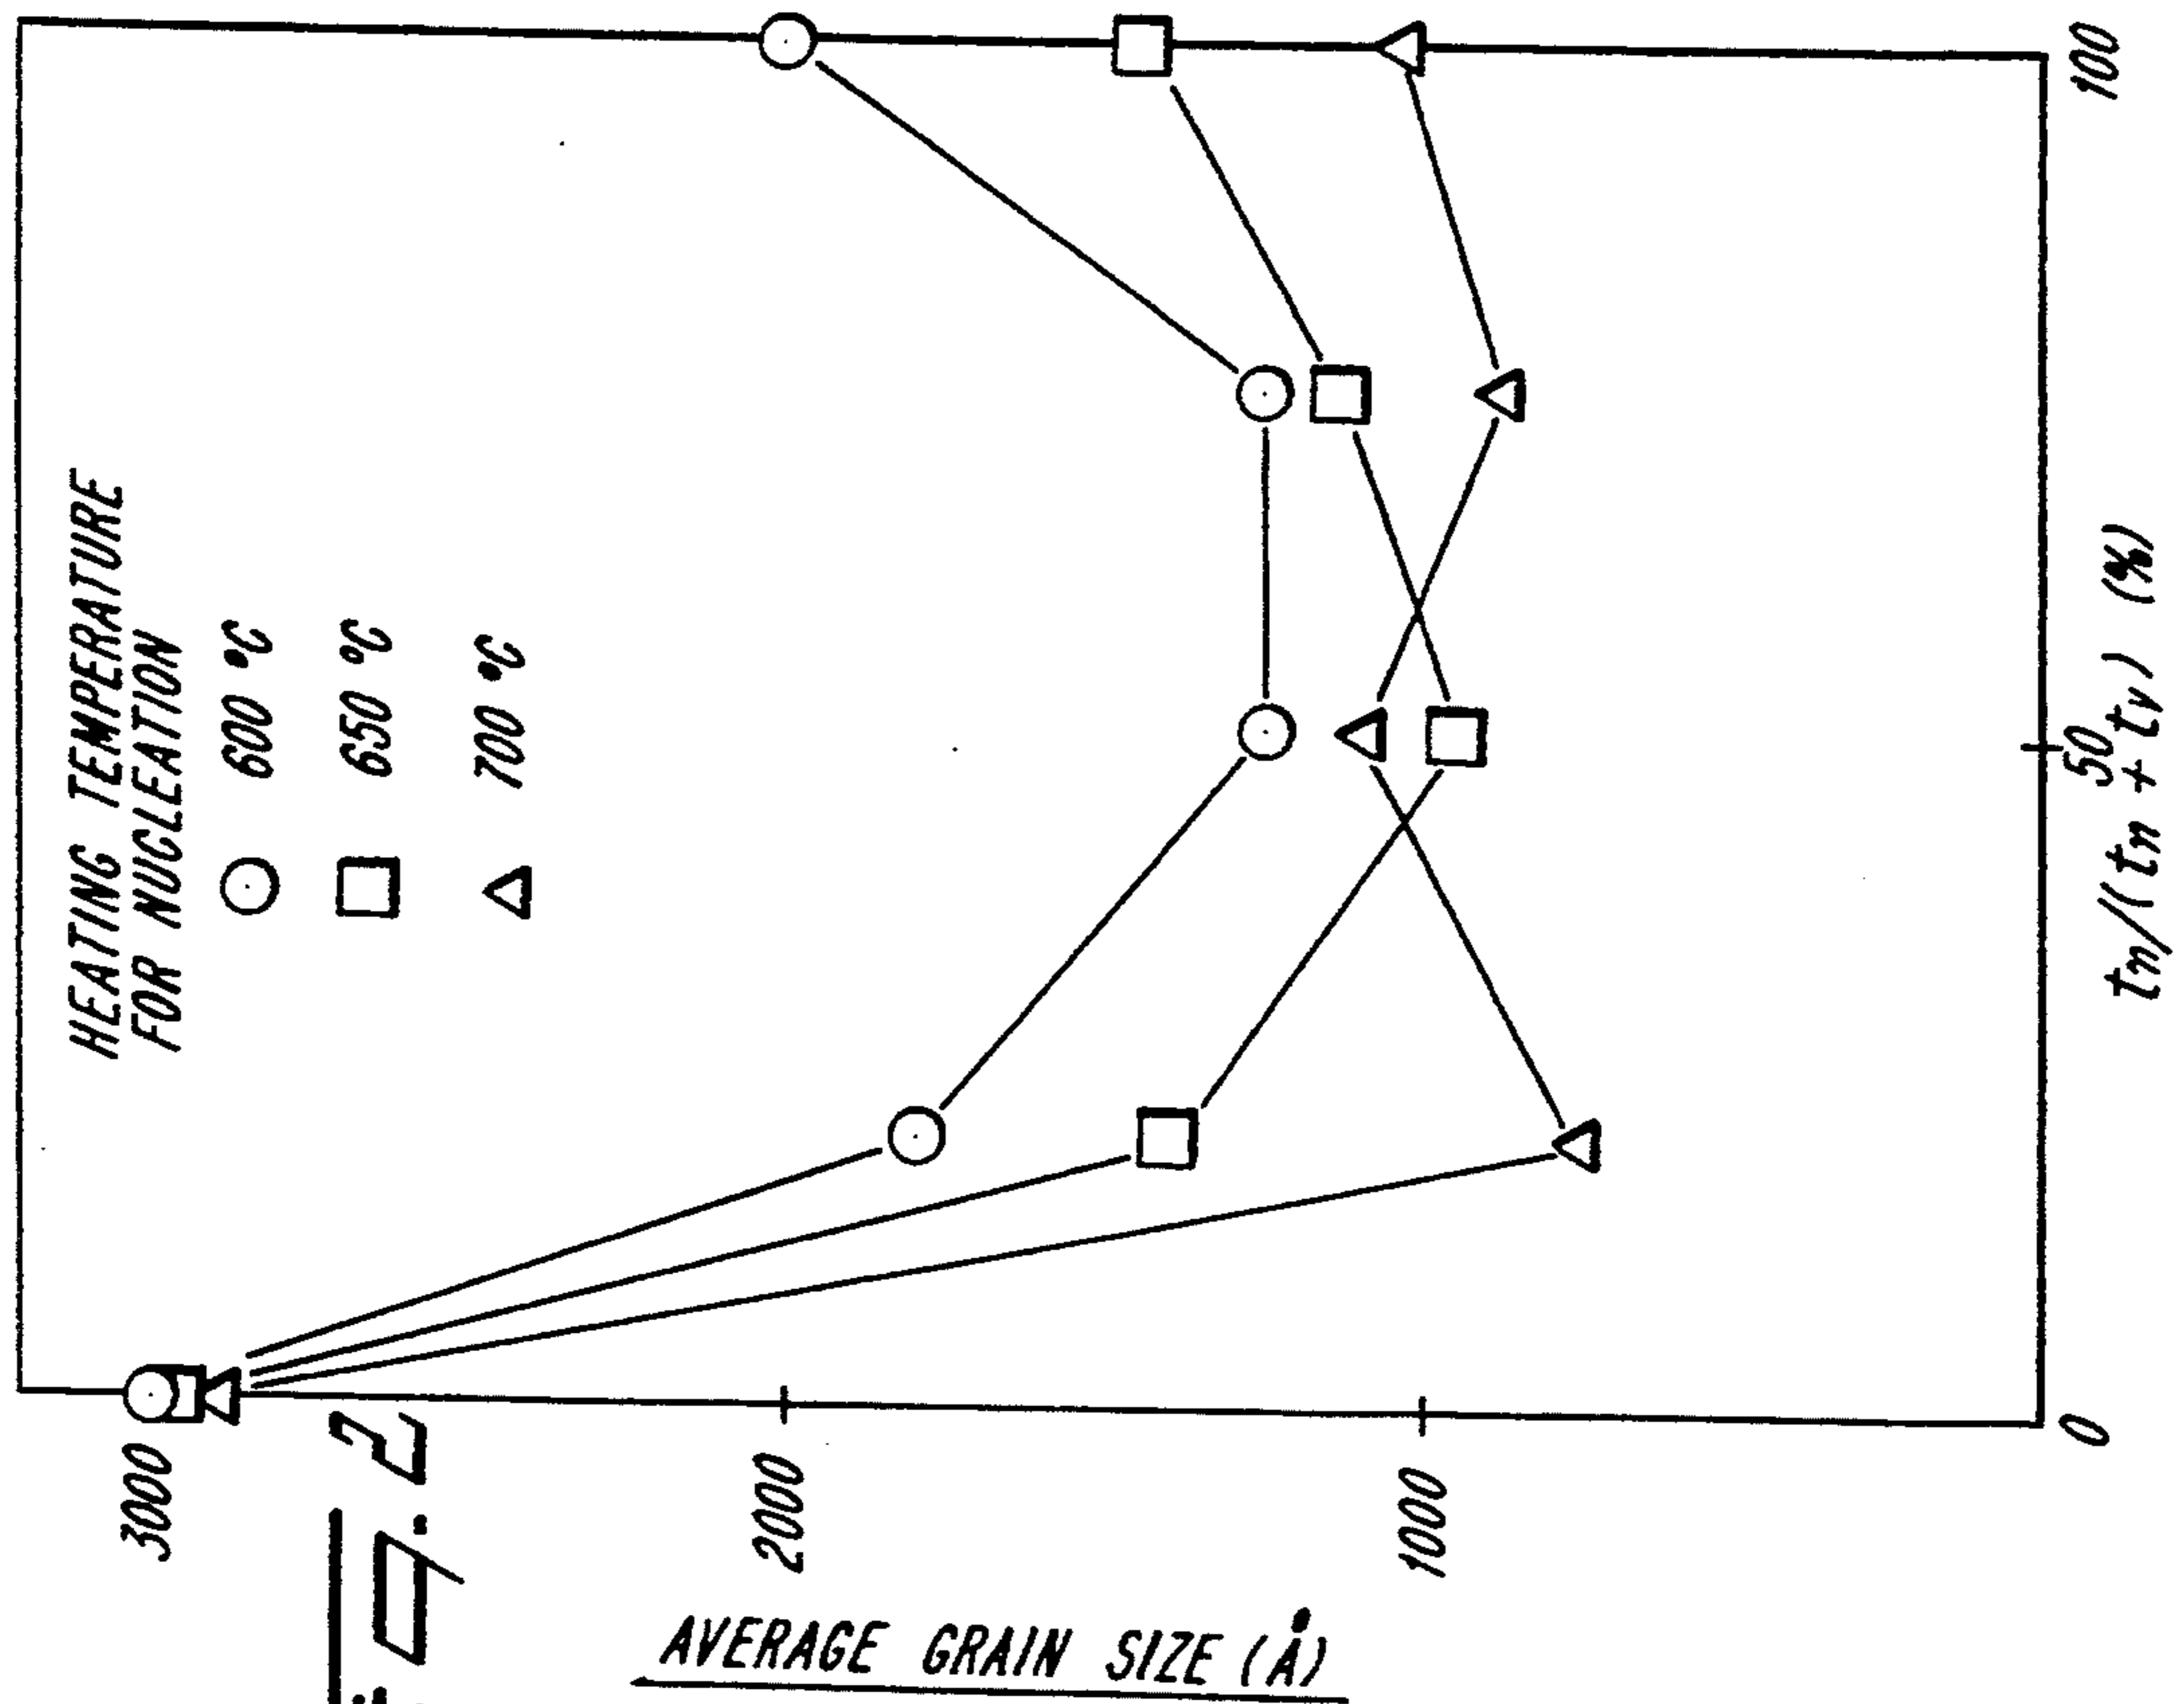 HEATING TEMPERATURE
FOR NUCLEATION
600 °C
650 °C
700 °C
3000
2000
1000
0
50
100
AVERAGE GRAIN SIZE (Å)
tn/(tn + tv) (%)